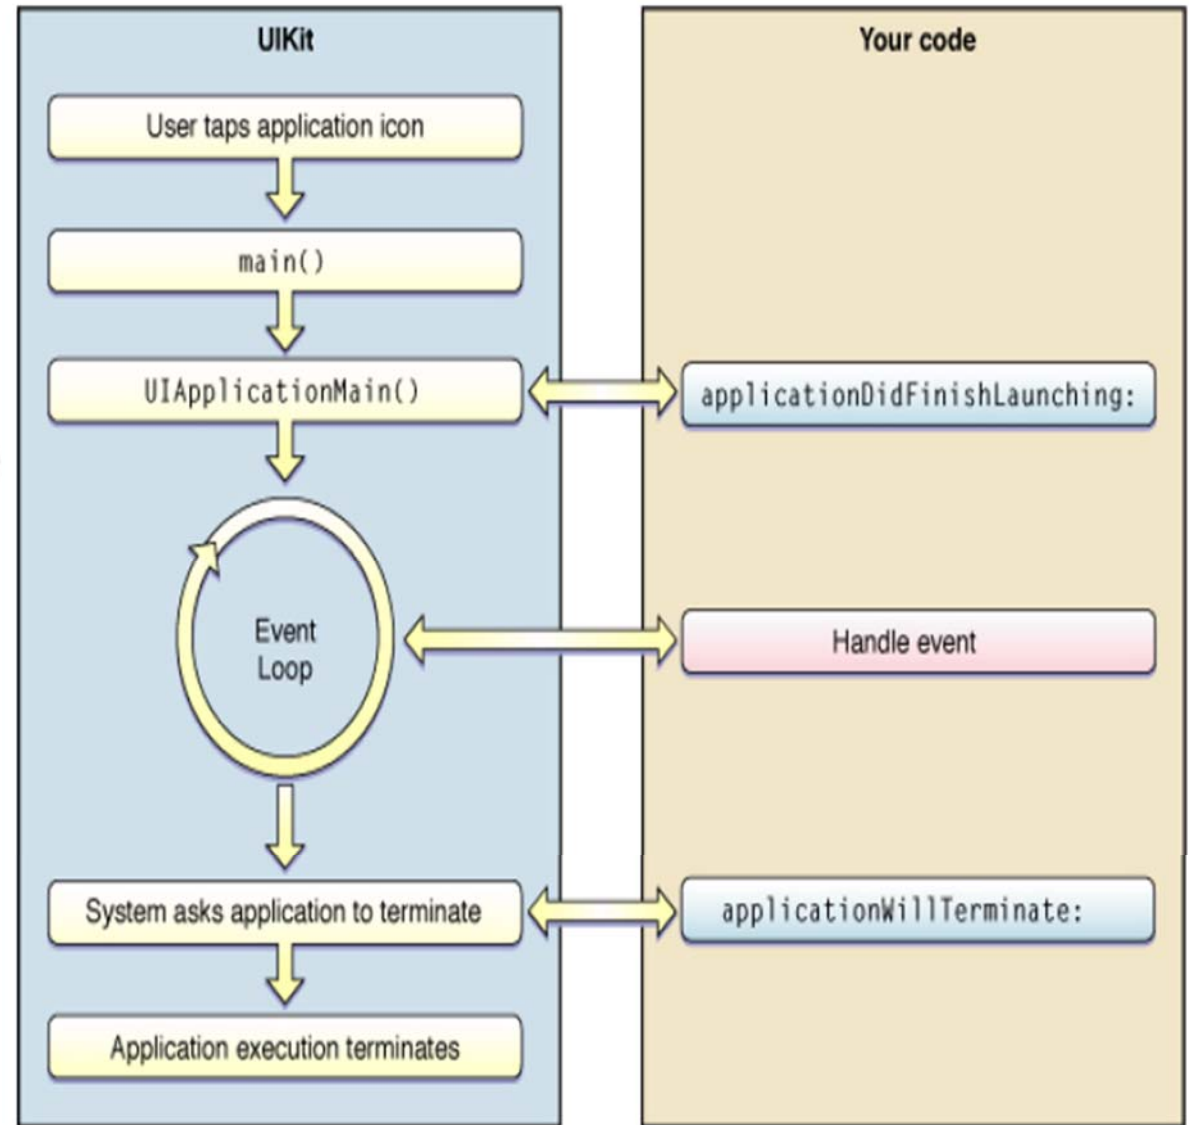 UIKit
Your code
User taps application icon
main()
UIApplicationMain()
applicationDidFinishLaunching:
Event
Loop
Handle event
System asks application to terminate
applicationWillTerminate:
Application execution terminates